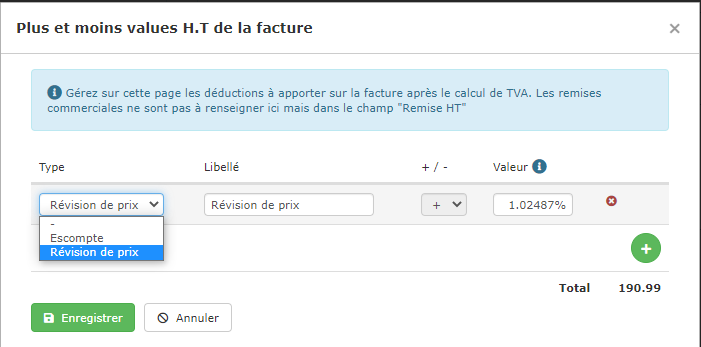 Plus et moins values H.T de la facture
×
Gérez sur cette page les déductions à apporter sur la facture après le calcul de TVA. Les remises
commerciales ne sont pas à renseigner ici mais dans le champ "Remise HT"
Type Libellé + / - Valeur
Révision de prix Révision de prix + 1.02487%
-
Escompte
Révision de prix
+
Total 190.99
Enregistrer Annuler